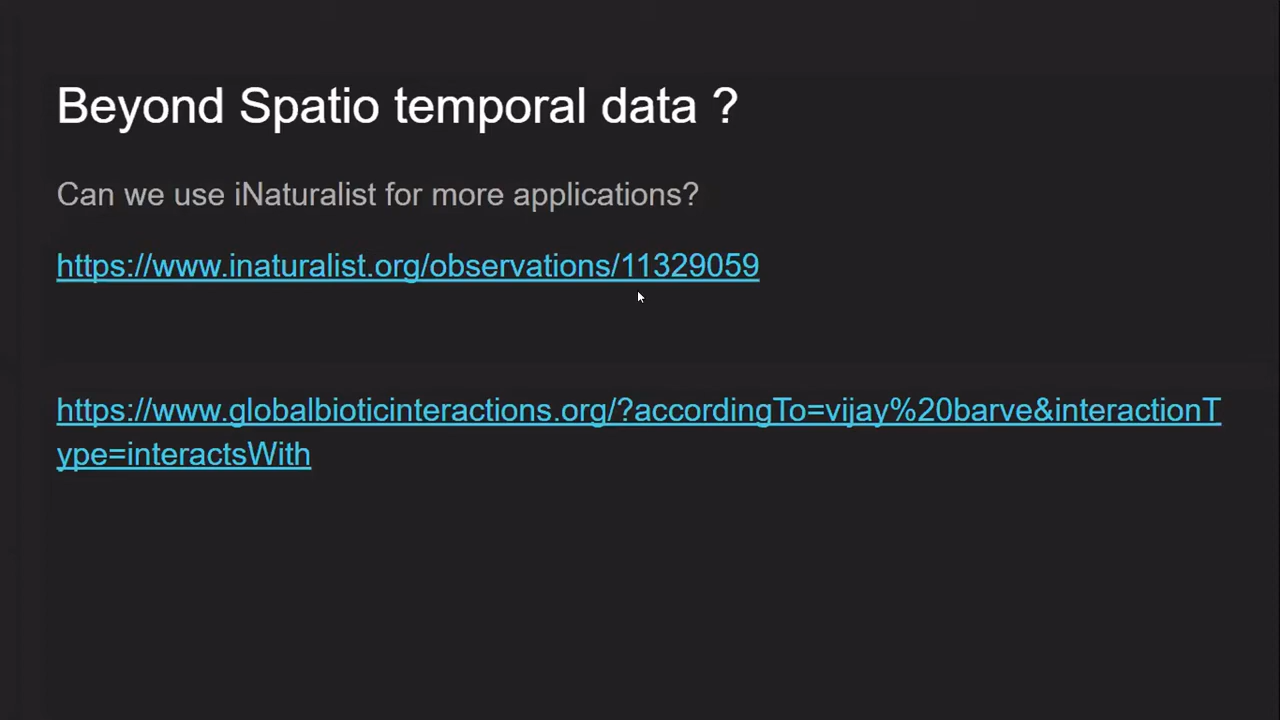 Beyond Spatio temporal data ?
Can we use iNaturalist for more applications?
https://www.inaturalist.org/observations/11329059
https://www.globalbioticinteractions.org/?accordingTo=vijay%20barve&interactionT
ype=interactsWith